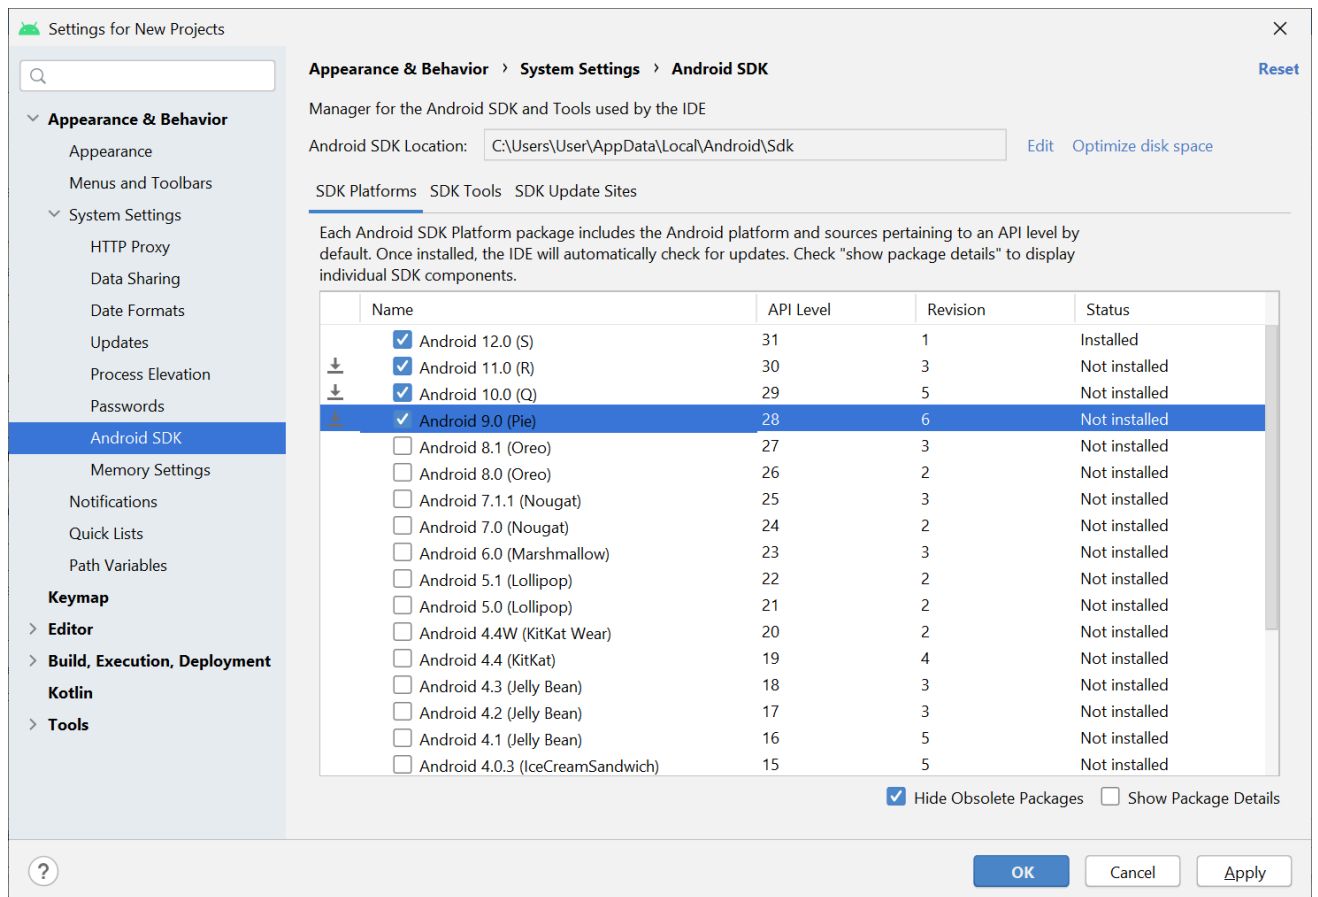 Settings for New Projects
Appearance & Behavior
Appearance
Menus and Toolbars
System Settings
HTTP Proxy
Data Sharing
Date Formats
Updates
Process Elevation
Passwords
Android SDK
Memory Settings
Notifications
Quick Lists
Path Variables
Keymap
Editor
Build, Execution, Deployment
Kotlin
Tools
Appearance & Behavior › System Settings › Android SDK
Reset
Manager for the Android SDK and Tools used by the IDE
Android SDK Location: C:\Users\User\AppData\Local\Android\Sdk Edit Optimize disk space
SDK Platforms SDK Tools SDK Update Sites
Each Android SDK Platform package includes the Android platform and sources pertaining to an API level by
default. Once installed, the IDE will automatically check for updates. Check "show package details" to display
individual SDK components.
Name API Level Revision Status
Android 12.0 (S) 31 1 Installed
Android 11.0 (R) 30 3 Not installed
Android 10.0 (Q) 29 5 Not installed
Android 9.0 (Pie) 28 6 Not installed
Android 8.1 (Oreo) 27 3 Not installed
Android 8.0 (Oreo) 26 2 Not installed
Android 7.1.1 (Nougat) 25 3 Not installed
Android 7.0 (Nougat) 24 2 Not installed
Android 6.0 (Marshmallow) 23 3 Not installed
Android 5.1 (Lollipop) 22 2 Not installed
Android 5.0 (Lollipop) 21 2 Not installed
Android 4.4W (KitKat Wear) 20 2 Not installed
Android 4.4 (KitKat) 19 4 Not installed
Android 4.3 (Jelly Bean) 18 3 Not installed
Android 4.2 (Jelly Bean) 17 3 Not installed
Android 4.1 (Jelly Bean) 16 5 Not installed
Android 4.0.3 (IceCreamSandwich) 15 5 Not installed
Hide Obsolete Packages Show Package Details
? OK Cancel Apply